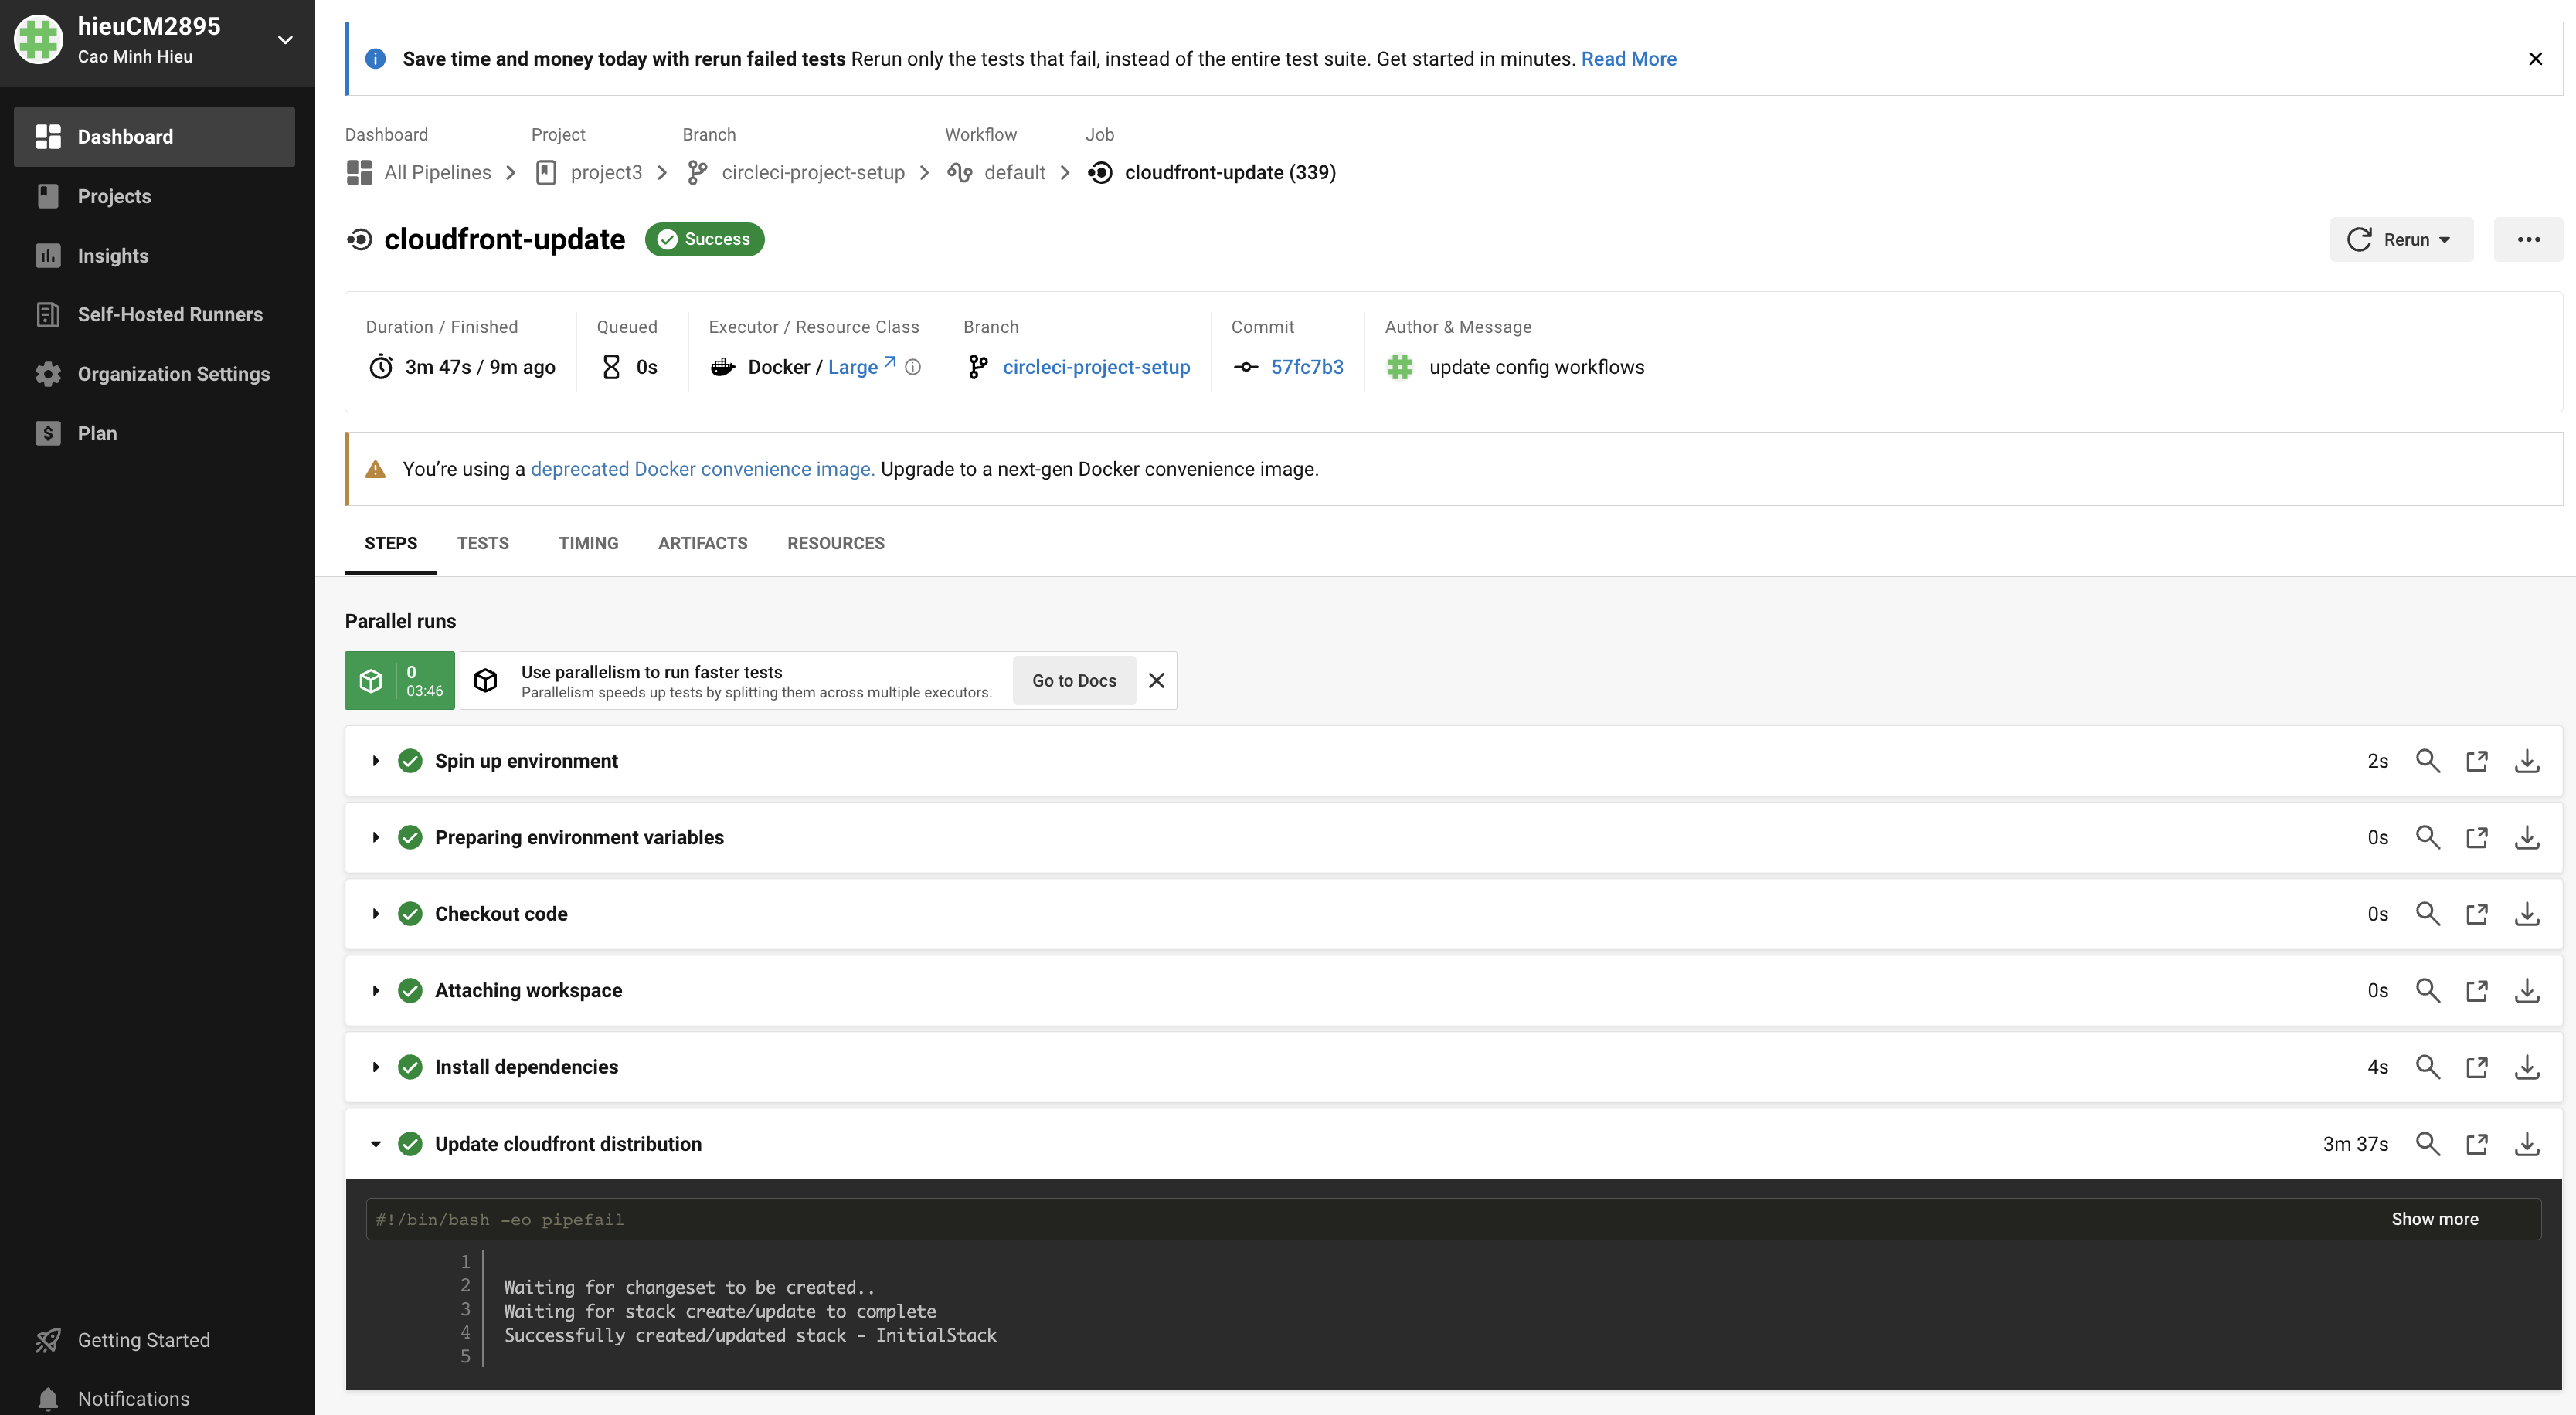 hieuCM2895
Cao Minh Hieu
Dashboard
Projects
Insights
Self-Hosted Runners
Organization Settings
Plan
Getting Started
Notifications
Save time and money today with rerun failed tests Rerun only the tests that fail, instead of the entire test suite. Get started in minutes. Read More
Dashboard Project Branch Workflow Job
All Pipelines project3 circleci-project-setup default cloudfront-update (339)
cloudfront-update Success Rerun
Duration / Finished Queued Executor / Resource Class Branch Commit Author & Message
3m 47s / 9m ago 0s Docker / Large circleci-project-setup 57fc7b3 update config workflows
You’re using a deprecated Docker convenience image. Upgrade to a next-gen Docker convenience image.
STEPS TESTS TIMING ARTIFACTS RESOURCES
Parallel runs
0
03:46
Use parallelism to run faster tests
Parallelism speeds up tests by splitting them across multiple executors.
Go to Docs
Spin up environment 2s
Preparing environment variables 0s
Checkout code 0s
Attaching workspace 0s
Install dependencies 4s
Update cloudfront distribution 3m 37s
#!/bin/bash -eo pipefail Show more
1
2 Waiting for changeset to be created..
3 Waiting for stack create/update to complete
4 Successfully created/updated stack - InitialStack
5